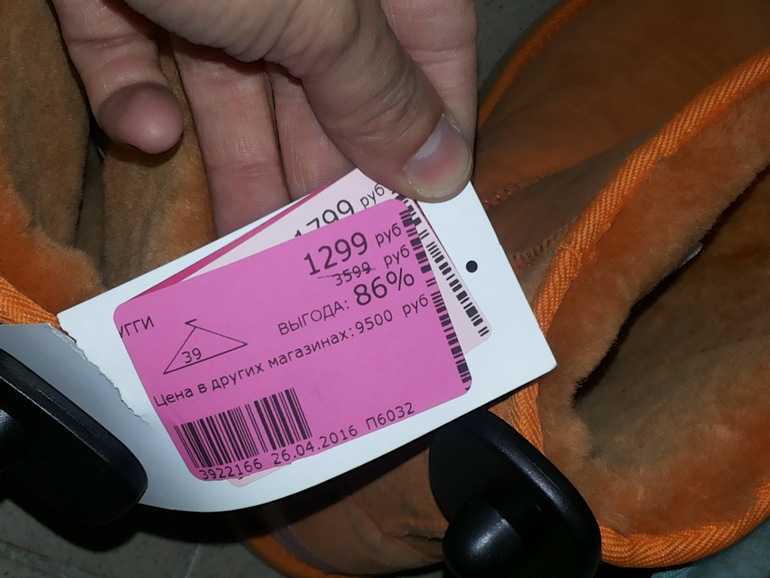 1799 руб
1299 руб
3599 руб
УГГИ
ВЫГОДА: 86%
39
Цена в других магазинах: 9500 руб
3922166 26.04.2016 П6032